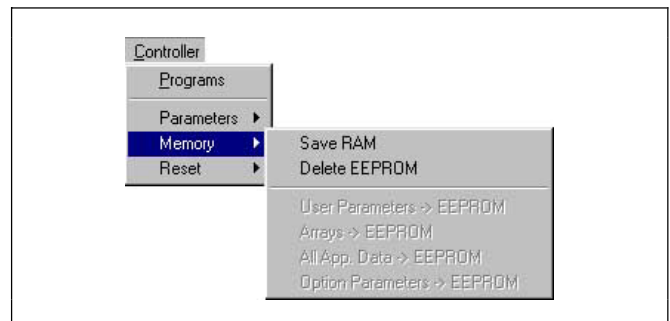 Controller
Programs
Parameters
Memory
Reset
Save RAM
Delete EEPROM
User Parameters -> EEPROM
Arrays -> EEPROM
All App. Data -> EEPROM
Option Parameters -> EEPROM